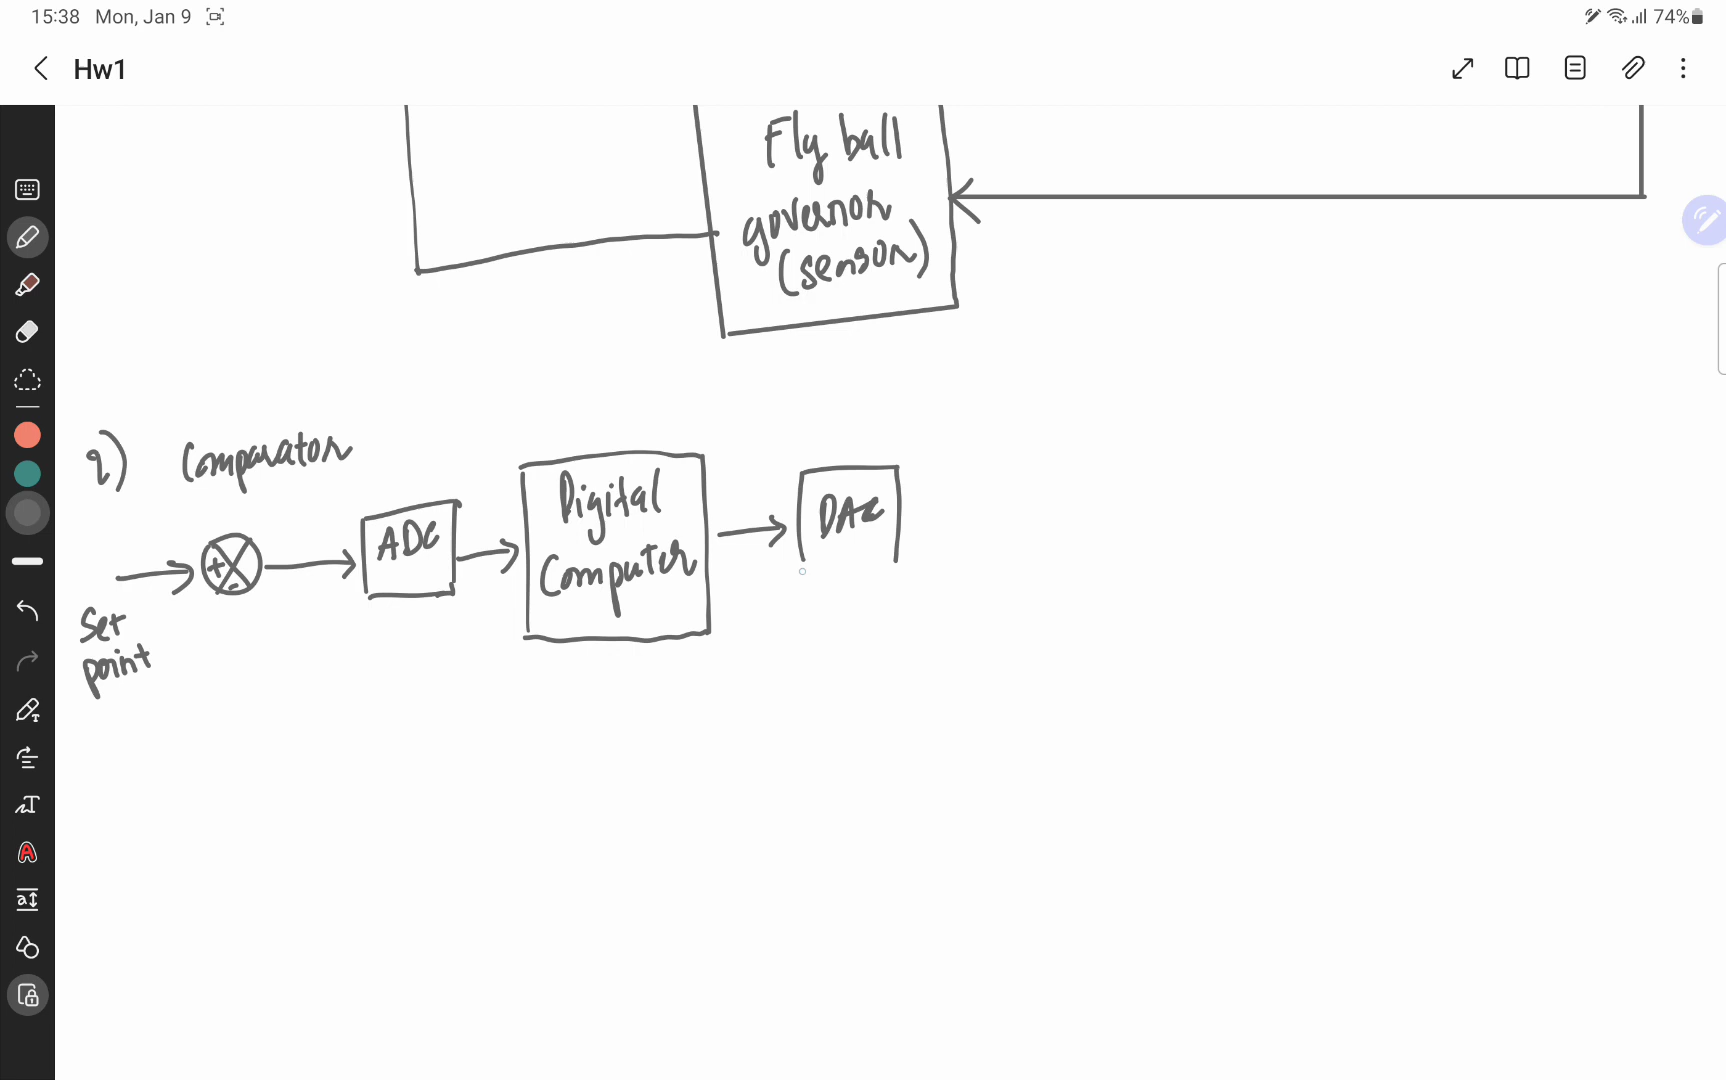 15:38 Mon, Jan 9
74%
Hw1
Fly ball
governor
(sensor)
2) Comparator
+
-
Set
point
ADC
Digital
Computer
DAC